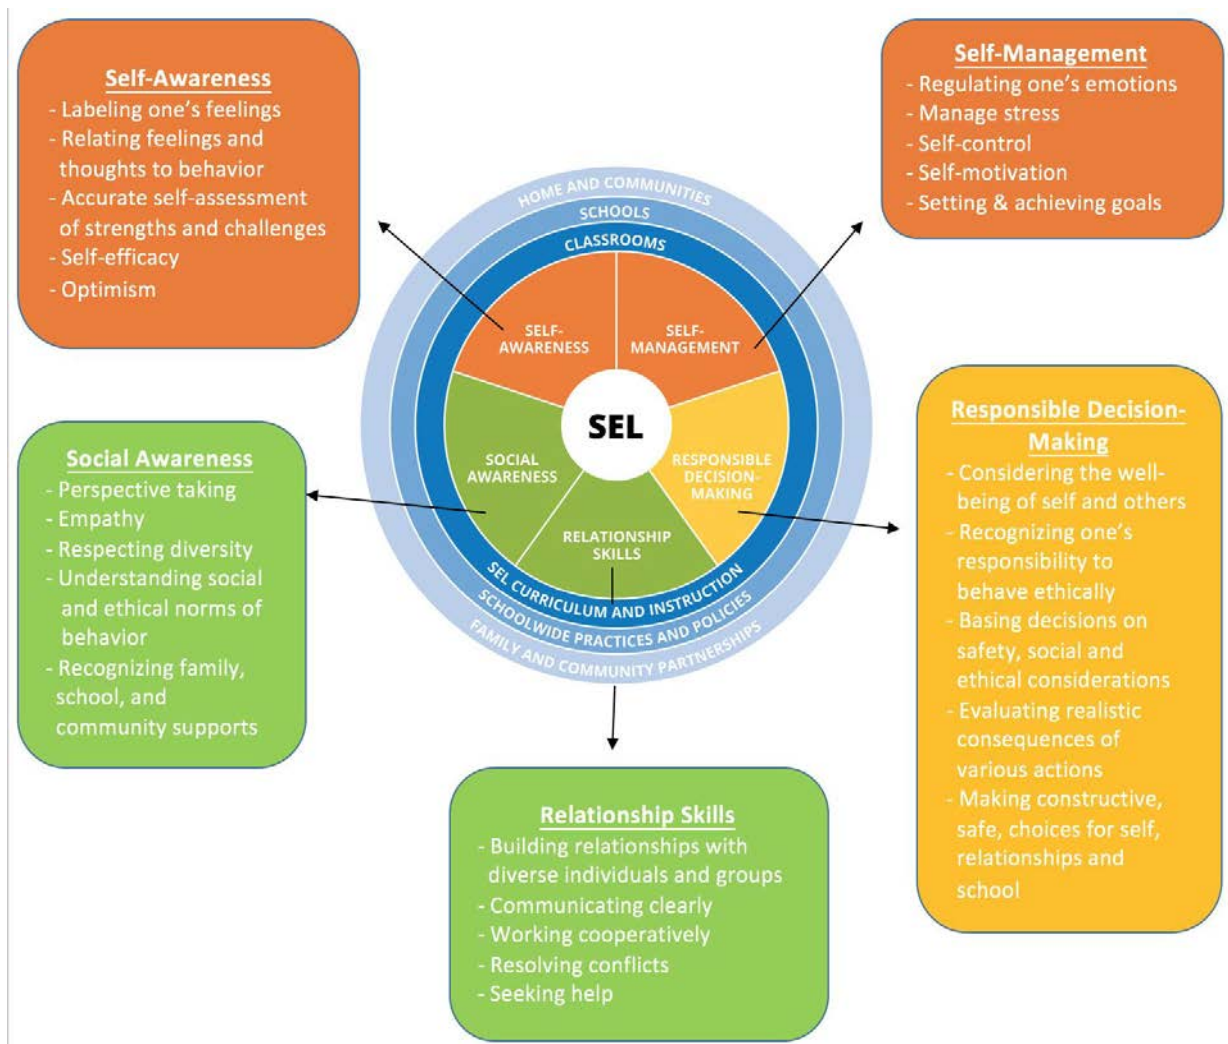 Self-Awareness
- Labeling one's feelings
- Relating feelings and
thoughts to behavior
- Accurate self-assessment
of strengths and challenges
- Self-efficacy
- Optimism
Self-Management
- Regulating one's emotions
- Manage stress
- Self-control
- Self-motivation
- Setting & achieving goals
HOME AND COMMUNITIES
SCHOOLS
CLASSROOMS
SELF-
AWARENESS
SELF-
MANAGEMENT
SEL
SOCIAL
AWARENESS
RESPONSIBLE
DECISION-
MAKING
RELATIONSHIP
SKILLS
SEL CURRICULUM AND INSTRUCTION
SCHOOLWIDE PRACTICES AND POLICIES
FAMILY AND COMMUNITY PARTNERSHIPS
Social Awareness
- Perspective taking
- Empathy
- Respecting diversity
- Understanding social
and ethical norms of
behavior
- Recognizing family,
school, and
community supports
Responsible Decision-
Making
- Considering the well-
being of self and others
- Recognizing one's
responsibility to
behave ethically
- Basing decisions on
safety, social and
ethical considerations
- Evaluating realistic
consequences of
various actions
- Making constructive,
safe, choices for self,
relationships and
school
Relationship Skills
- Building relationships with
diverse individuals and groups
- Communicating clearly
- Working cooperatively
- Resolving conflicts
- Seeking help